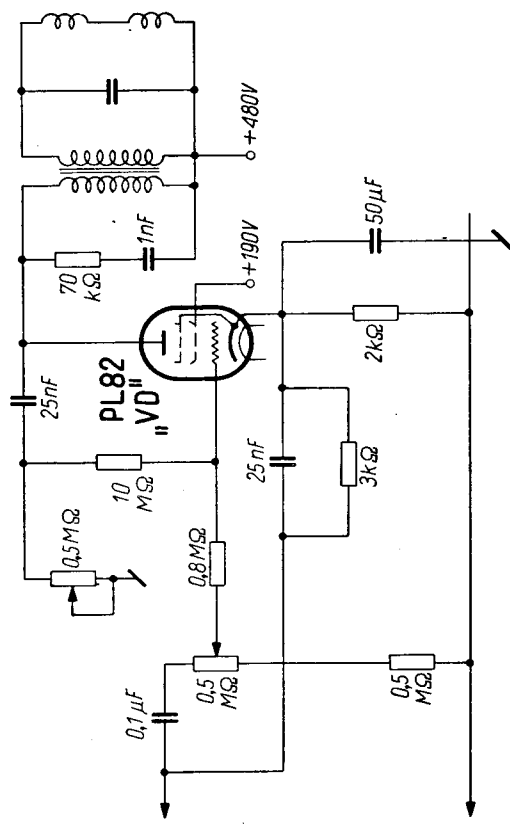 +480V
50µF
1nF
+190V
70
kΩ
2kΩ
25nF
PL82
"VD"
25nF
3kΩ
10
MΩ
0,5MΩ
0,8MΩ
0,5
MΩ
0,5
MΩ
0,1µF